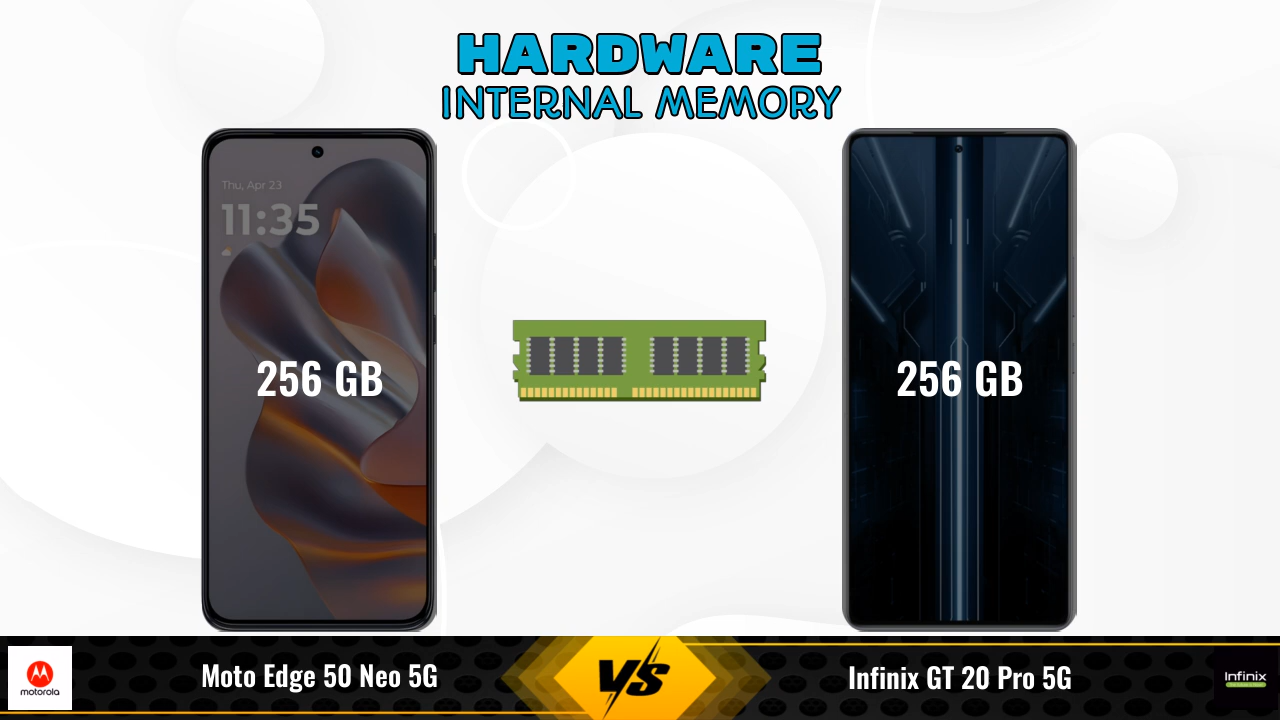 HARDWARE
INTERNAL MEMORY
Thu, Apr 23
11:35
256 GB
256 GB
motorola
Moto Edge 50 Neo 5G
VS
Infinix GT 20 Pro 5G
Infinix